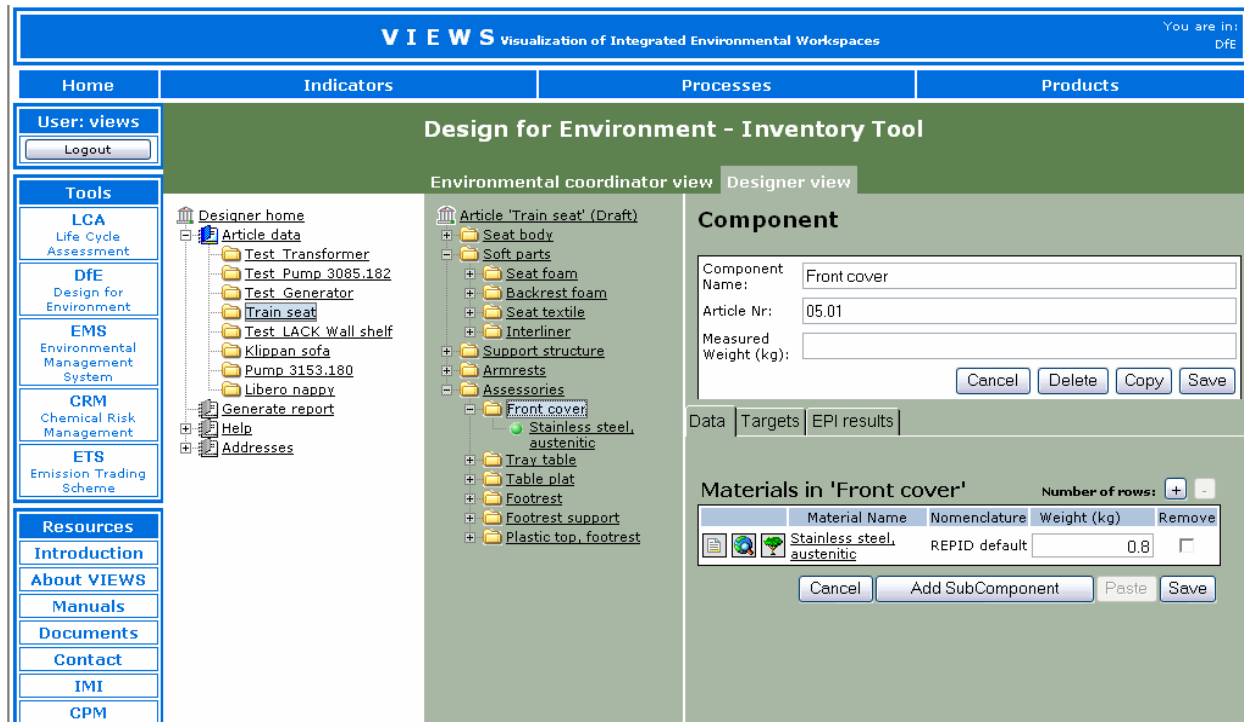 V I E W S Visualization of Integrated Environmental Workspaces
You are in:
DfE
Home
Indicators
Processes
Products
User: views
Logout
Tools
LCA
Life Cycle
Assessment
DfE
Design for
Environment
EMS
Environmental
Management
System
CRM
Chemical Risk
Management
ETS
Emission Trading
Scheme
Resources
Introduction
About VIEWS
Manuals
Documents
Contact
IMI
CPM
Design for Environment - Inventory Tool
Environmental coordinator view
Designer view
Designer home
Article data
Test Transformer
Test Pump 3085.182
Test Generator
Train seat
Test LACK Wall shelf
Klippan sofa
Pump 3153.180
Libero nappy
Generate report
Help
Addresses
Article 'Train seat' (Draft)
Seat body
Soft parts
Seat foam
Backrest foam
Seat textile
Interliner
Support structure
Armrests
Assessories
Front cover
Stainless steel,
austenitic
Tray table
Table plat
Footrest
Footrest support
Plastic top, footrest
Component
Component
Name:
Front cover
Article Nr:
05.01
Measured
Weight (kg):
Cancel
Delete
Copy
Save
Data
Targets
EPI results
Materials in 'Front cover'
Number of rows:
+
-
Material Name
Nomenclature
Weight (kg)
Remove
Stainless steel,
austenitic
REPID default
0.8
Cancel
Add SubComponent
Paste
Save